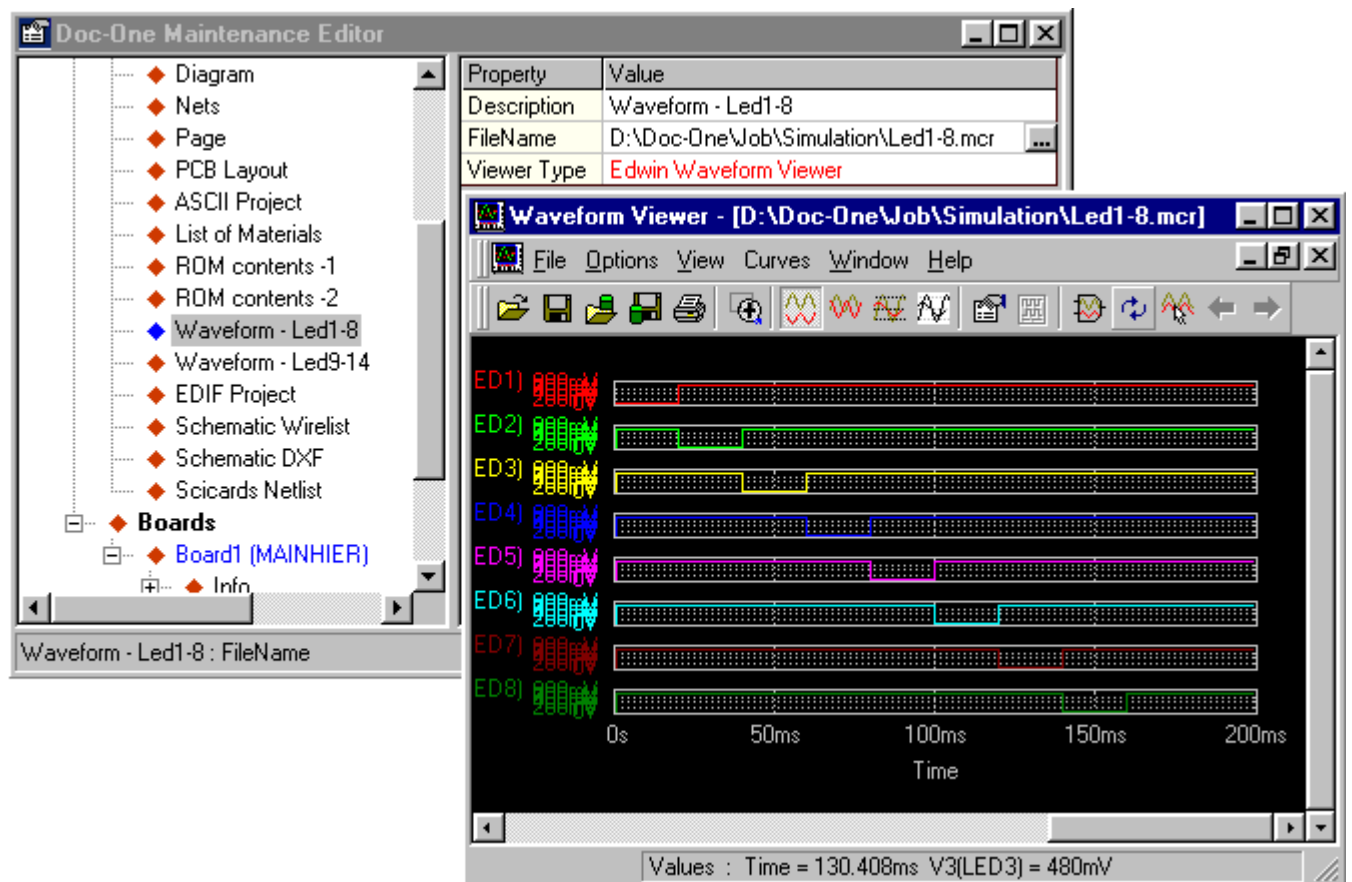 Doc-One Maintenance Editor
Diagram
Nets
Page
PCB Layout
ASCII Project
List of Materials
ROM contents -1
ROM contents -2
Waveform - Led1-8
Waveform - Led9-14
EDIF Project
Schematic Wirelist
Schematic DXF
Scicards Netlist
Boards
Board1 (MAINHIER)
Info
Waveform - Led1-8 : FileName
Property Value
Description Waveform - Led1-8
FileName D:\Doc-One\Job\Simulation\Led1-8.mcr ...
Viewer Type Edwin Waveform Viewer
Waveform Viewer - [D:\Doc-One\Job\Simulation\Led1-8.mcr]
File Options View Curves Window Help
ED1)
ED2)
ED3)
ED4)
ED5)
ED6)
ED7)
ED8)
0s 50ms 100ms 150ms 200ms
Time
Values : Time = 130.408ms V3(LED3) = 480mV